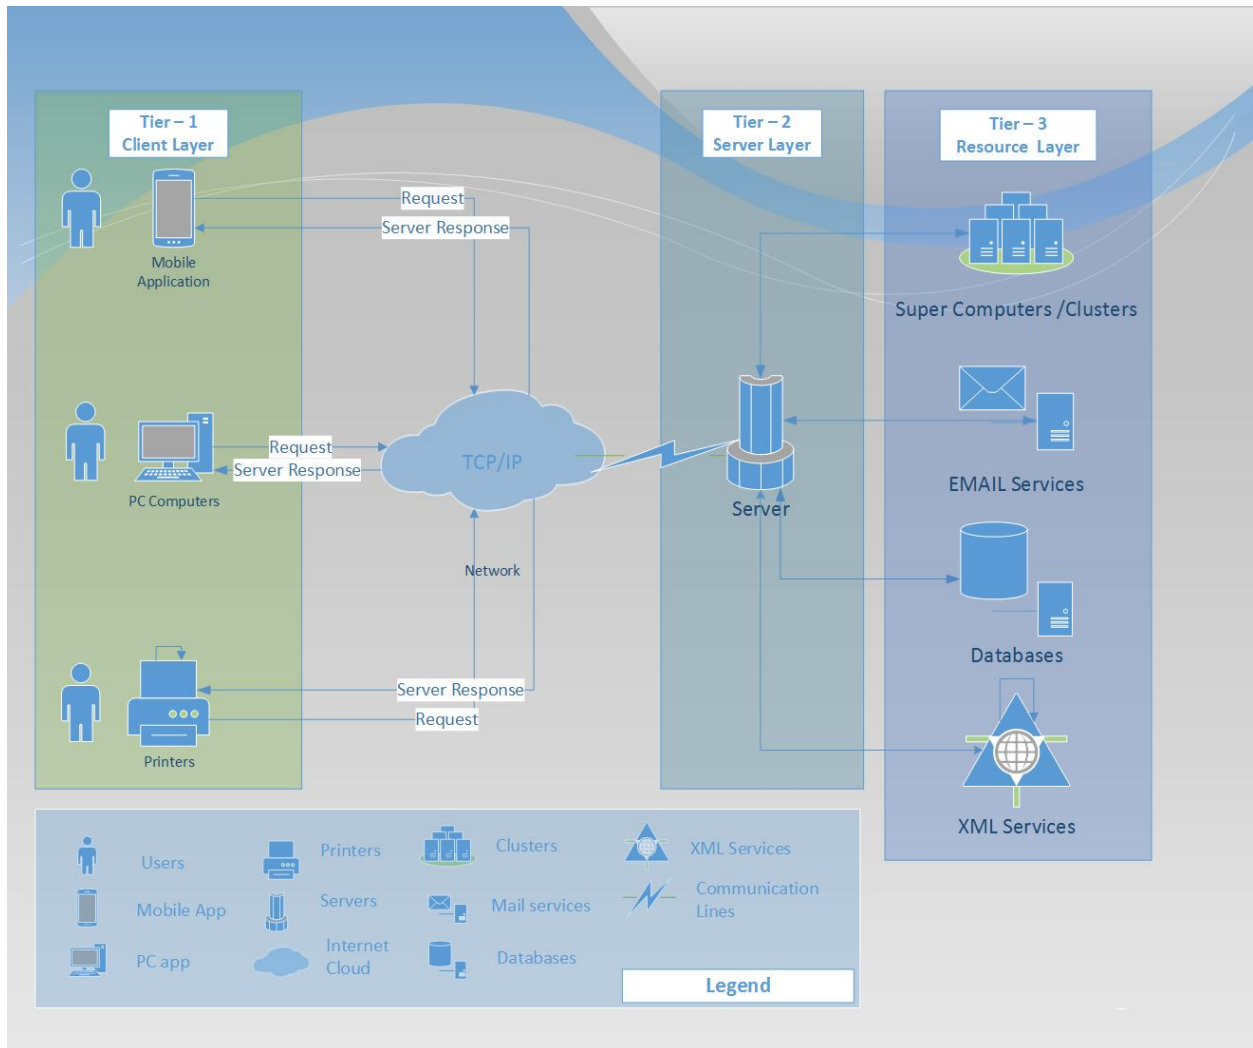 Tier – 1
Client Layer
Tier – 2
Server Layer
Tier – 3
Resource Layer
Request
Server Response
Mobile
Application
Super Computers /Clusters
Request
Server Response
TCP/IP
PC Computers
EMAIL Services
Server
Network
Databases
Server Response
Request
Printers
XML Services
Users
Printers
Clusters
XML Services
Mobile App
Servers
Mail services
Communication
Lines
PC app
Internet
Cloud
Databases
Legend